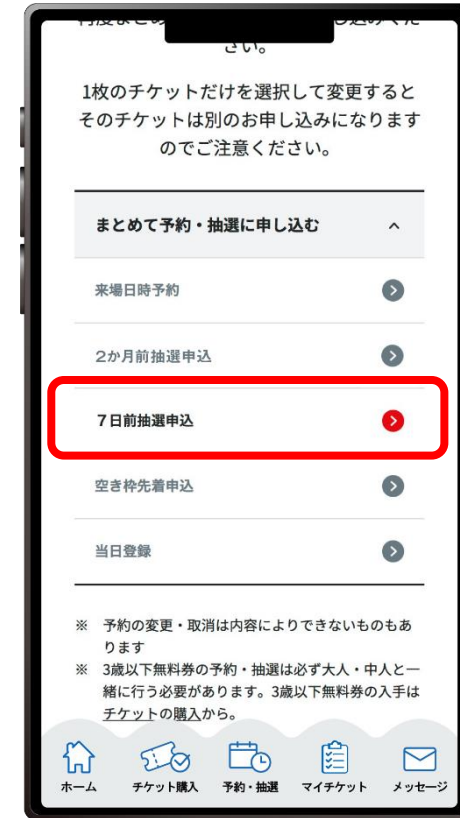 さい。
1枚のチケットだけを選択して変更すると
そのチケットは別のお申し込みになります
のでご注意ください。
まとめて予約・抽選に申し込む
来場日時予約
2か月前抽選申込
7日前抽選申込
空き枠先着申込
当日登録
※ 予約の変更・取消は内容によりできないものもあ
ります
※ 3歳以下無料券の予約・抽選は必ず大人・中人と一
緒に行う必要があります。3歳以下無料券の入手は
チケットの購入から。
ホーム チケット購入 予約・抽選 マイチケット メッセージ